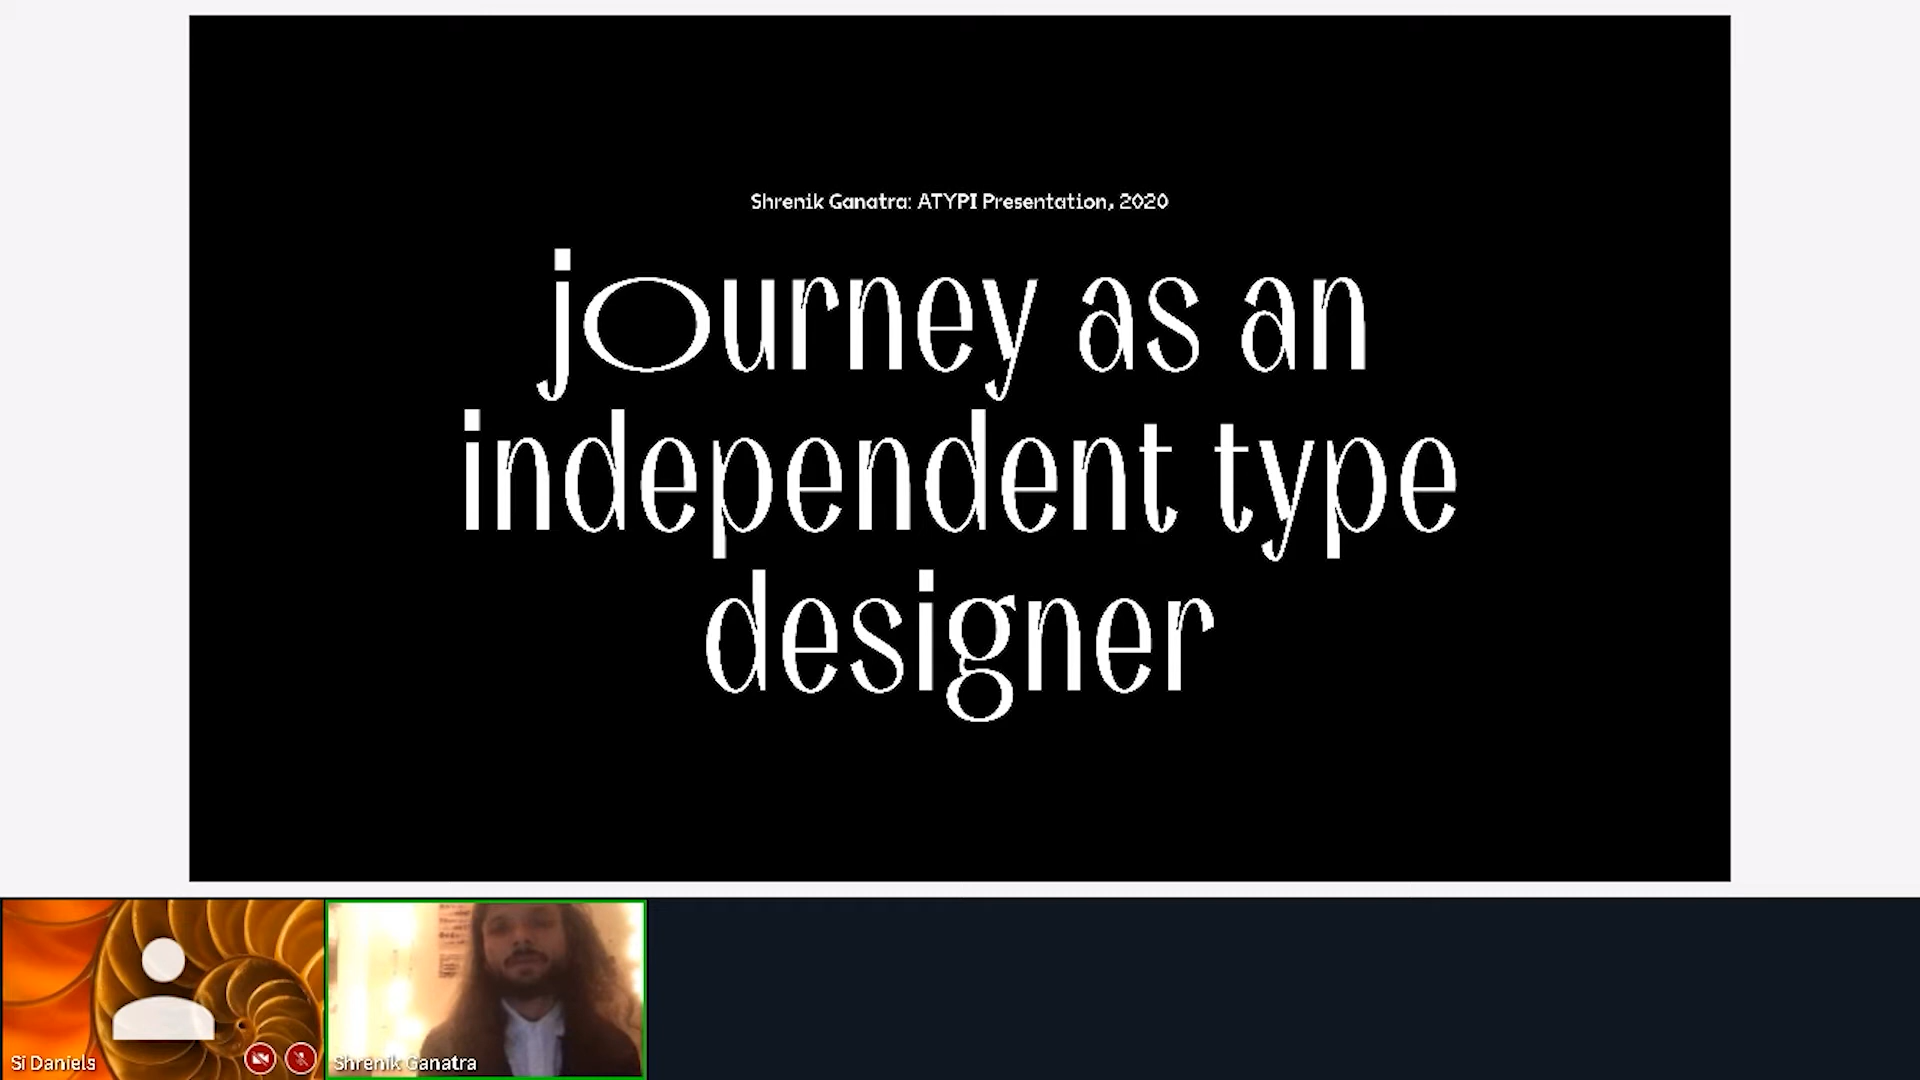 Shrenik Ganatra: ATYPI Presentation, 2020
journey as an
independent type
designer
Si Daniels
Shrenik Ganatra